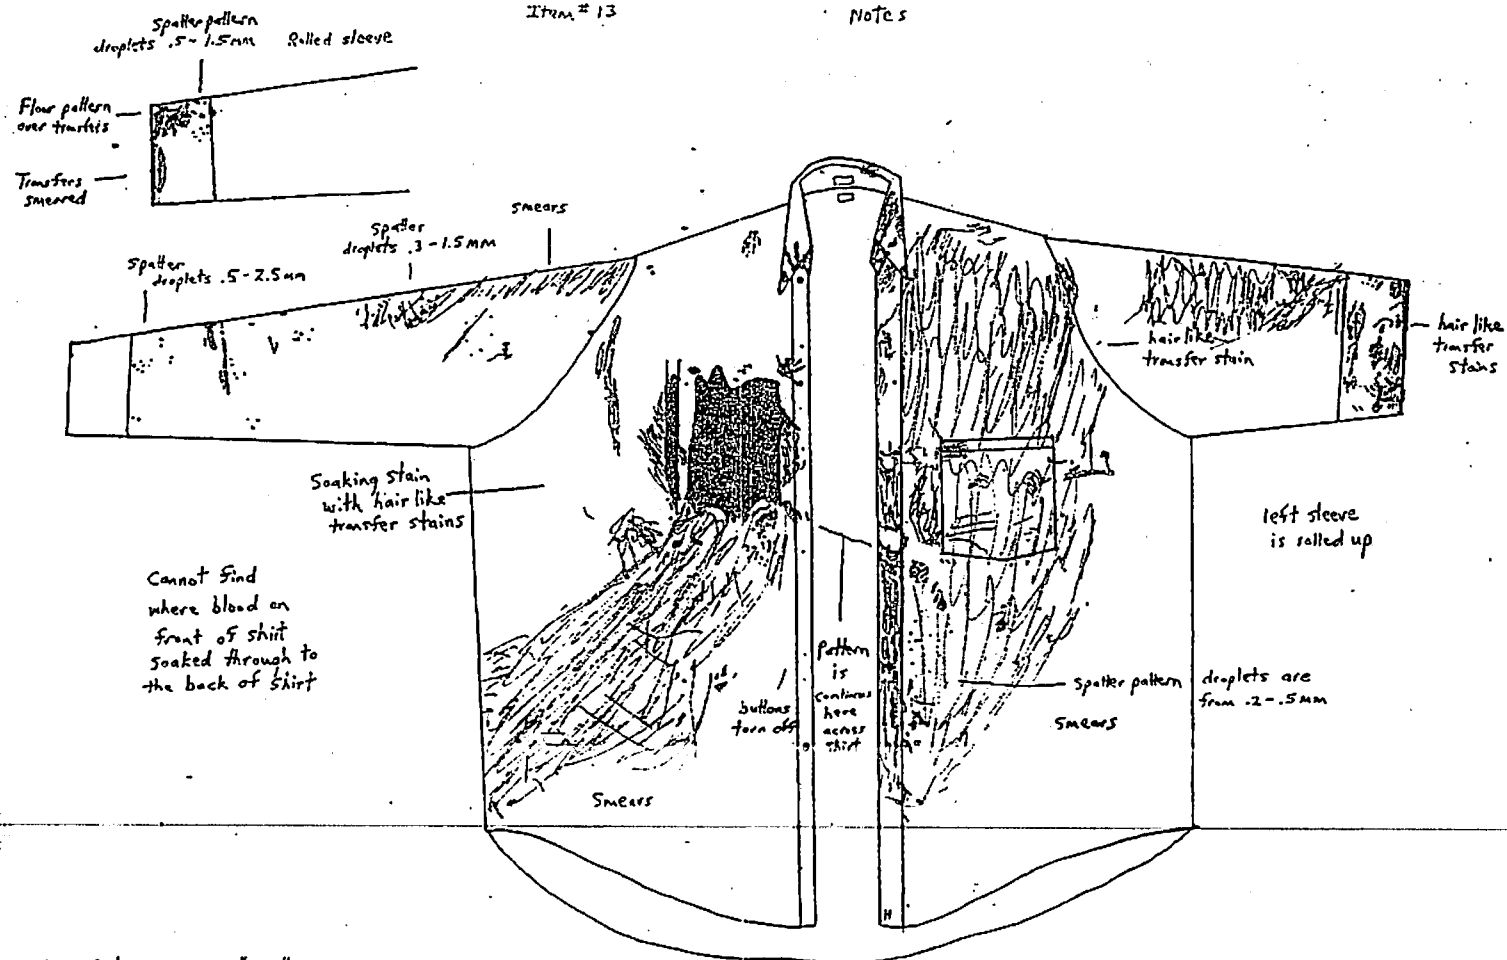 Item # 13
Notes
Spatter pattern
droplets .5 - 1.5mm
Rolled sleeve
Flow pattern
over transfers
Transfers
smeared
smears
Spatter
droplets .3 - 1.5mm
Spatter
droplets .5 - 2.5mm
hair like
transfer
stains
hair like
transfer stain
Soaking stain
with hair like
transfer stains
left sleeve
is rolled up
Cannot find
where blood on
front of shirt
soaked through to
the back of shirt
pattern
is
continus
here
across
shirt
buttons
torn off
Spatter pattern
droplets are
from .2 - .5mm
smears
Smears
H